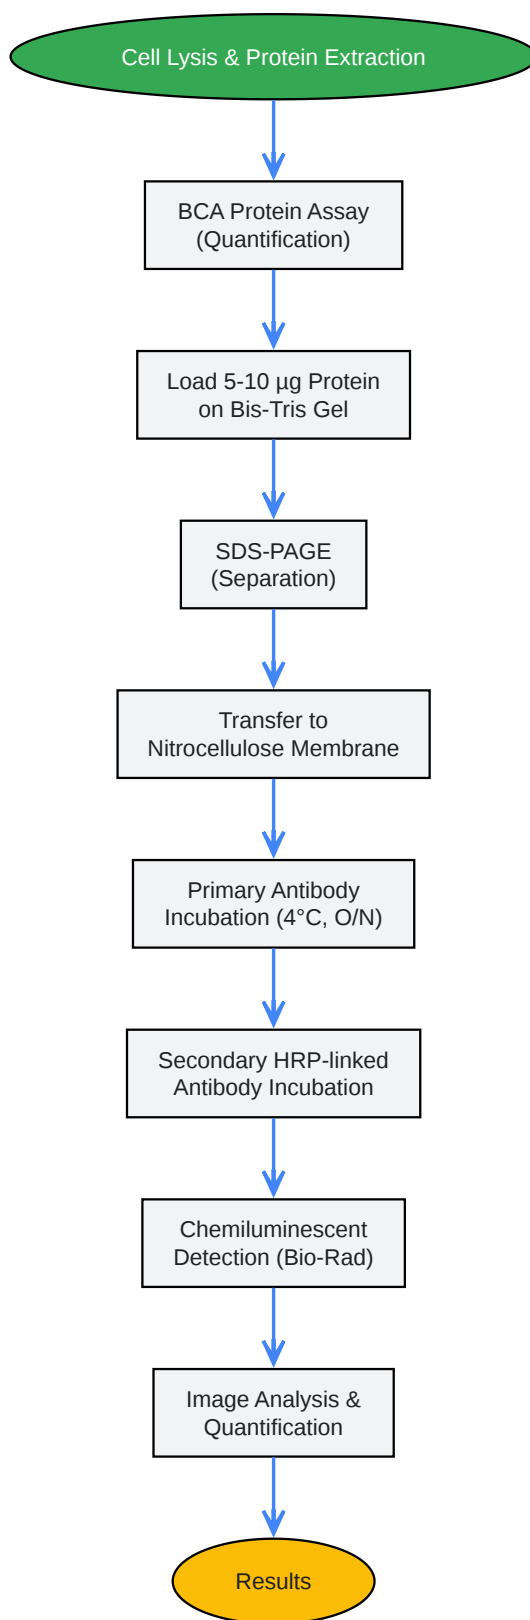 Cell Lysis & Protein Extraction
BCA Protein Assay
(Quantification)
Load 5-10 µg Protein
on Bis-Tris Gel
SDS-PAGE
(Separation)
Transfer to
Nitrocellulose Membrane
Primary Antibody
Incubation (4°C, O/N)
Secondary HRP-linked
Antibody Incubation
Chemiluminescent
Detection (Bio-Rad)
Image Analysis &
Quantification
Results